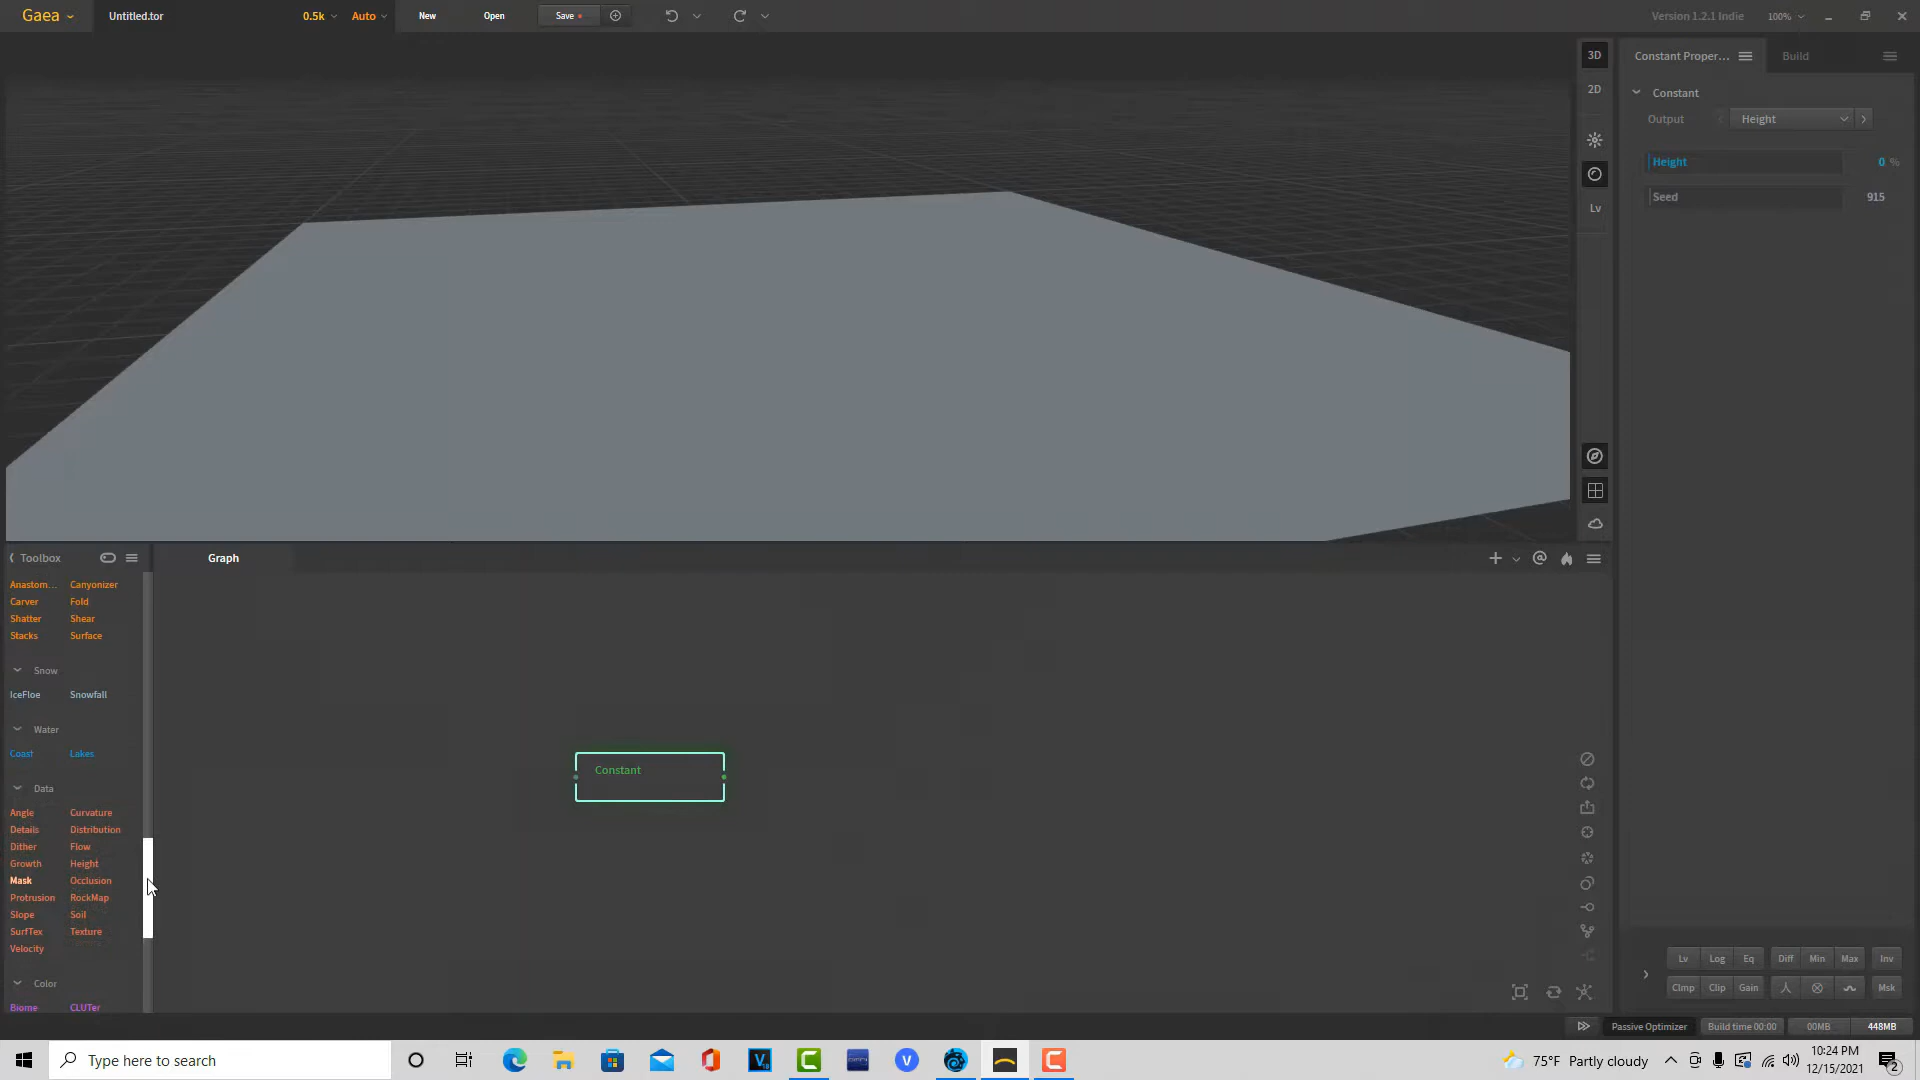 Gaea Untitled.tor 0.5k Auto New Open Save Version 1.2.1 Indie 100%
3D Constant Proper... Build
2D
Constant
Output Height
Height 0 %
Seed 915
Lv
Toolbox Graph
Anastom... Canyonizer
Carver Fold
Shatter Shear
Stacks Surface
Snow
IceFloe Snowfall
Water
Coast Lakes
Constant
Data
Angle Curvature
Details Distribution
Dither Flow
Growth Height
Mask Occlusion
Protrusion RockMap
Slope Soil
SurfTex Texture
Velocity
Color
Biome CLUTer
Lv Log Eq Diff Min Max Inv
Clmp Clip Gain Msk
Passive Optimizer Build time 00:00 00MB 448MB
Type here to search 75°F Partly cloudy 10:24 PM
12/15/2021 2